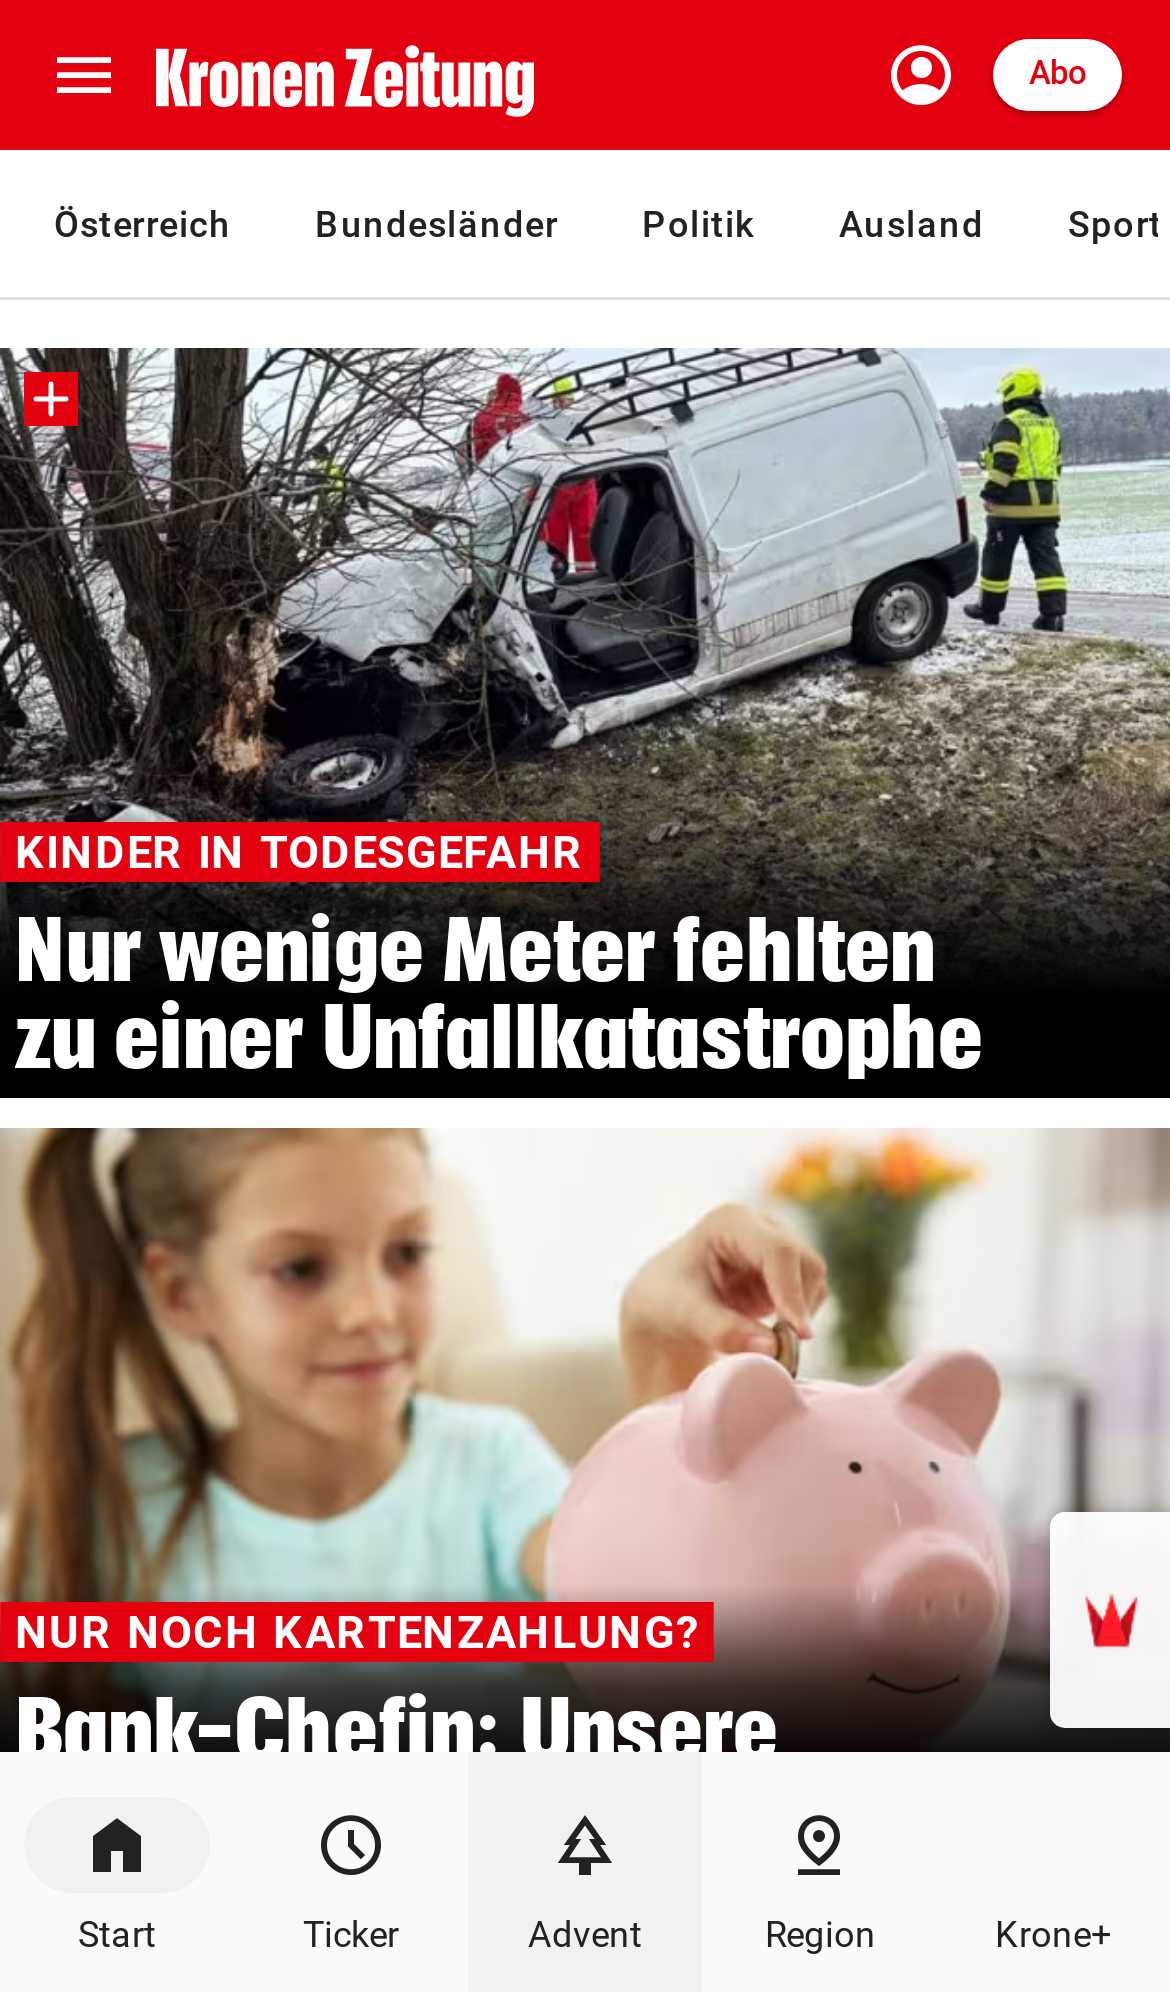 Kronen Zeitung
Abo
Österreich Bundesländer Politik Ausland Sport
KINDER IN TODESGEFAHR
Nur wenige Meter fehlten
zu einer Unfallkatastrophe
NUR NOCH KARTENZAHLUNG?
Bank-Chefin: Unsere
Start Ticker Advent Region Krone+